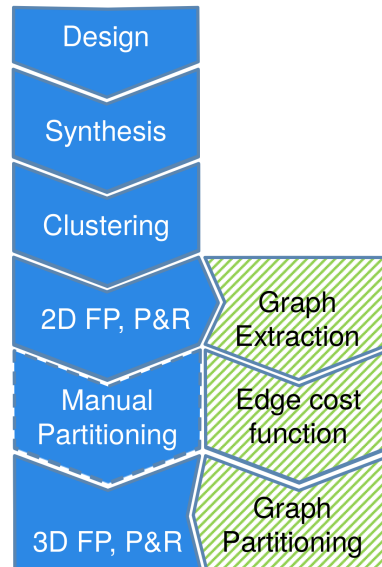 Design
Synthesis
Clustering
2D FP, P&R
Graph
Extraction
Manual
Partitioning
Edge cost
function
3D FP, P&R
Graph
Partitioning